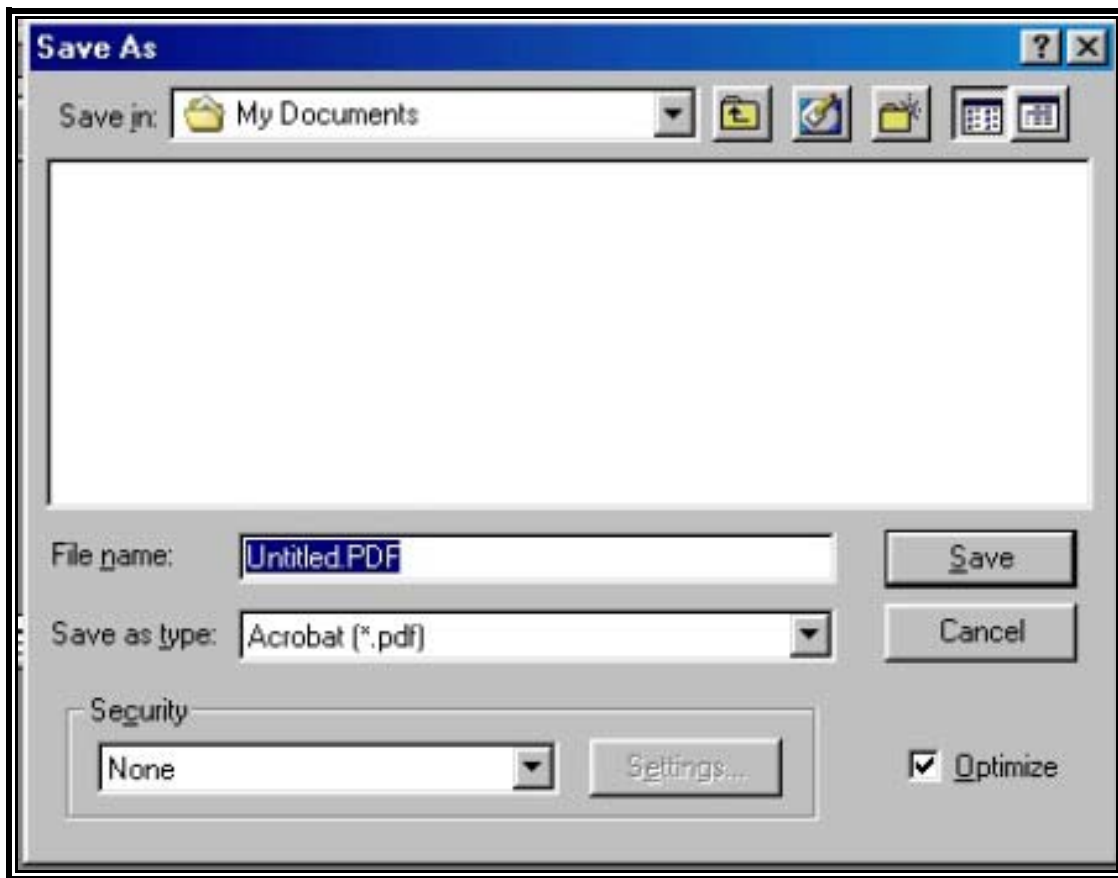 Save As
Save in: My Documents
File name: Untitled.PDF
Save
Save as type: Acrobat (*.pdf)
Cancel
Security
None
Settings...
Optimize